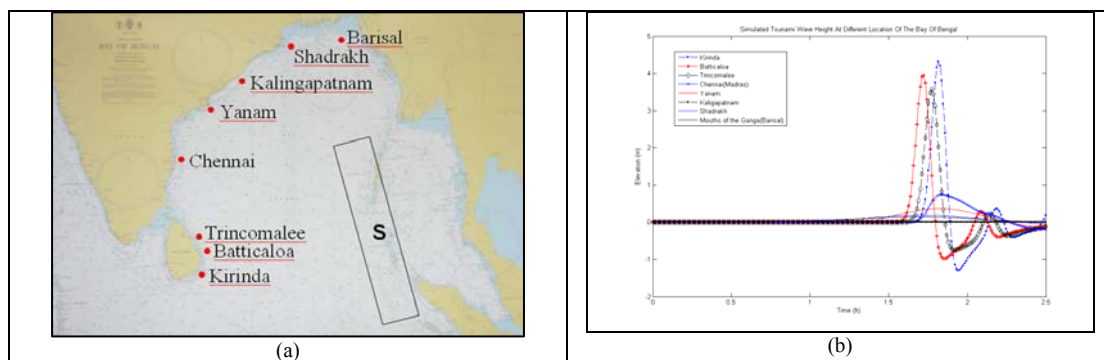 BAY OF BENGAL
Barisal
Shadrakh
Kalingapatnam
Yanam
Chennai
Trincomalee
Batticaloa
Kirinda
S
(a)
Simulated Tsunami Wave Height At Different Location Of The Bay Of Bengal
Kirinda
Batticaloa
Trincomalee
Chennai(Madras)
Yanam
Kaligapatnam
Shadrakh
Mouths of the Ganga(Barisal)
Elevation (m)
5
4
3
2
1
0
-1
-2
0
0.5
1
1.5
2
2.5
Time (h)
(b)